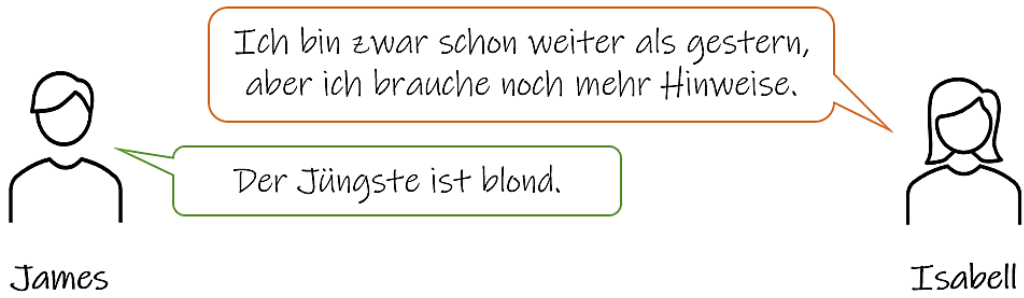 Ich bin zwar schon weiter als gestern,
aber ich brauche noch mehr Hinweise.
Der Jüngste ist blond.
James
Isabell